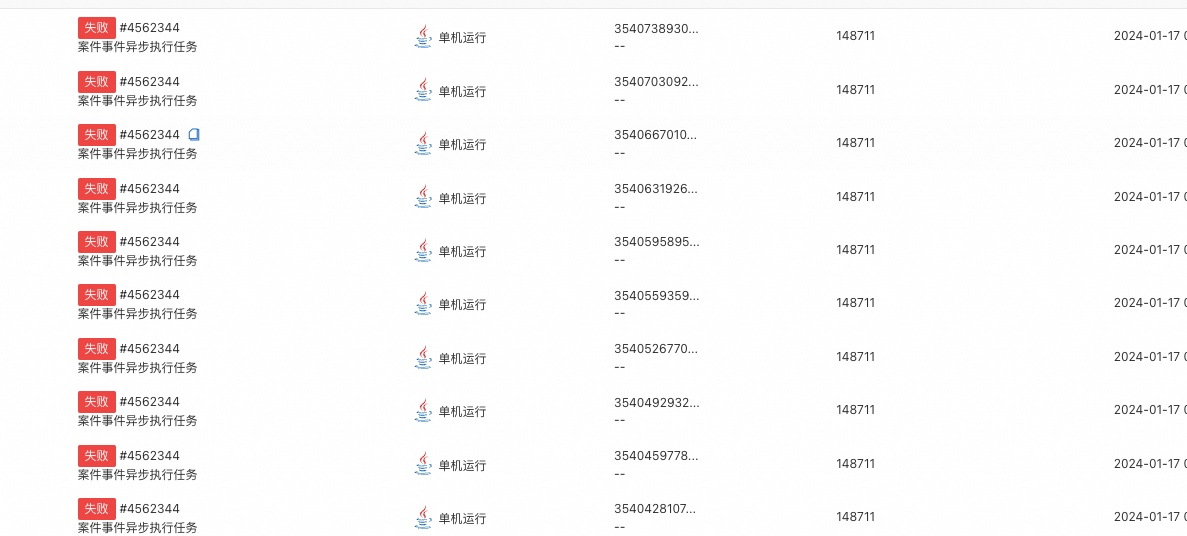 失败 #4562344 单机运行 3540738930... 148711 2024-01-17
案件事件异步执行任务 --
失败 #4562344 单机运行 3540703092... 148711 2024-01-17
案件事件异步执行任务 --
失败 #4562344 单机运行 3540667010... 148711 2024-01-17
案件事件异步执行任务 --
失败 #4562344 单机运行 3540631926... 148711 2024-01-17
案件事件异步执行任务 --
失败 #4562344 单机运行 3540595895... 148711 2024-01-17
案件事件异步执行任务 --
失败 #4562344 单机运行 3540559359... 148711 2024-01-17
案件事件异步执行任务 --
失败 #4562344 单机运行 3540526770... 148711 2024-01-17
案件事件异步执行任务 --
失败 #4562344 单机运行 3540492932... 148711 2024-01-17
案件事件异步执行任务 --
失败 #4562344 单机运行 3540459778... 148711 2024-01-17
案件事件异步执行任务 --
失败 #4562344 单机运行 3540428107... 148711 2024-01-17
案件事件异步执行任务 --